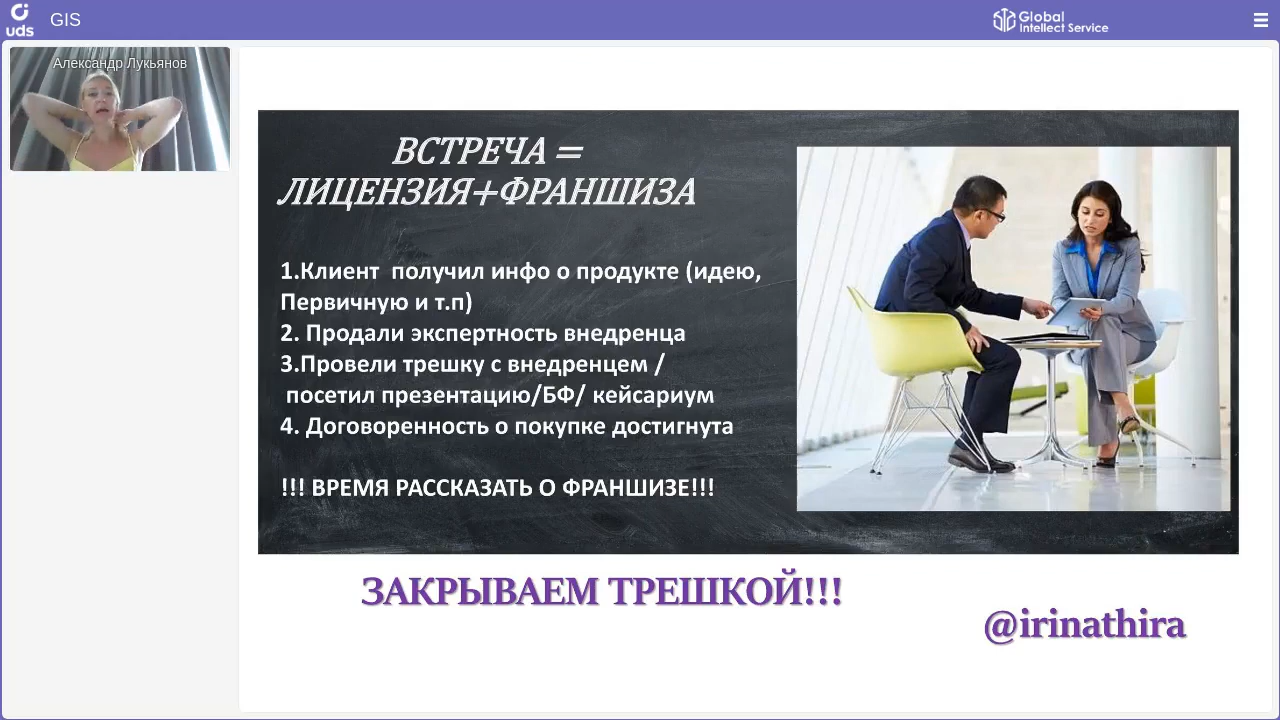 uds
GIS
Global
Intellect Service
Александр Лукьянов
ВСТРЕЧА =
ЛИЦЕНЗИЯ+ФРАНШИЗА
1.Клиент  получил инфо о продукте (идею,
Первичную и т.п)
2. Продали экспертность внедренца
3.Провели трешку с внедренцем /
посетил презентацию/БФ/ кейсариум
4. Договоренность о покупке достигнута
!!! ВРЕМЯ РАССКАЗАТЬ О ФРАНШИЗЕ!!!
ЗАКРЫВАЕМ ТРЕШКОЙ!!!
@irinathira